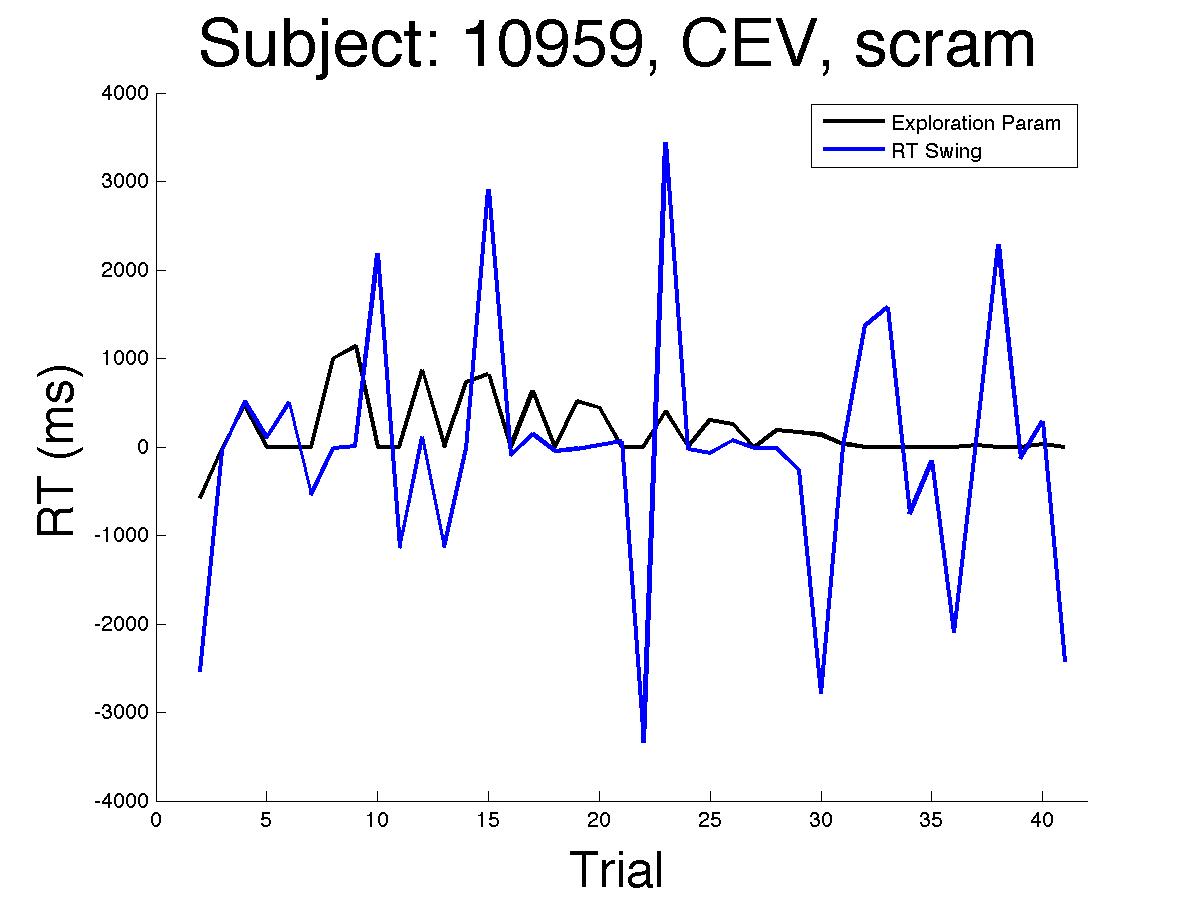 Subject: 10959, CEV, scram
Exploration Param
RT Swing
RT (ms)
4000
3000
2000
1000
0
-1000
-2000
-3000
-4000
0 5 10 15 20 25 30 35 40
Trial